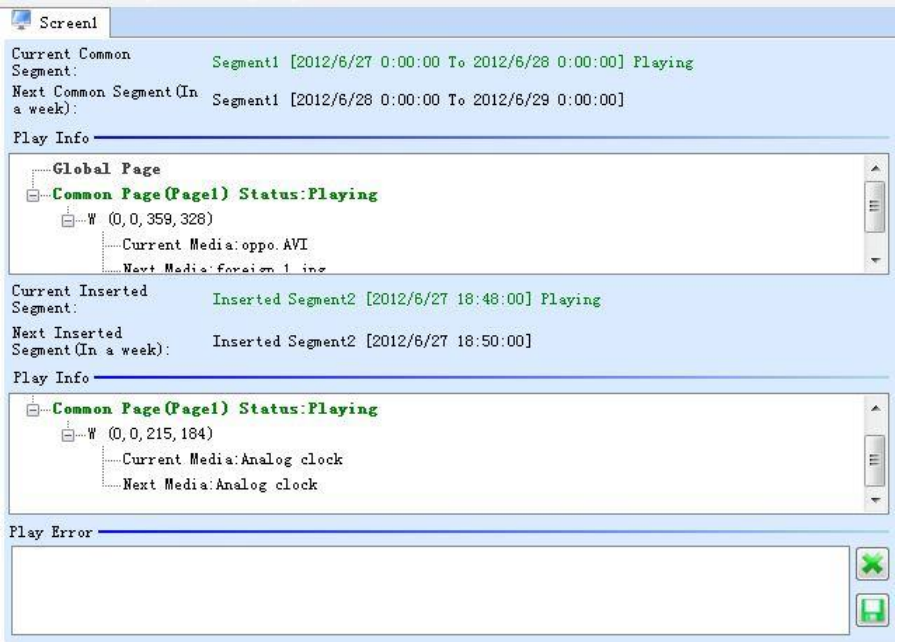 Screen1
Current Common
Segment:
Segment1 [2012/6/27 0:00:00 To 2012/6/28 0:00:00] Playing
Next Common Segment(In
a week):
Segment1 [2012/6/28 0:00:00 To 2012/6/29 0:00:00]
Play Info
Global Page
Common Page(Page1) Status:Playing
W (0,0,359,328)
Current Media:oppo.AVI
Next Media:foreign 1.jpg
Current Inserted
Segment:
Inserted Segment2 [2012/6/27 18:48:00] Playing
Next Inserted
Segment(In a week):
Inserted Segment2 [2012/6/27 18:50:00]
Play Info
Common Page(Page1) Status:Playing
W (0,0,215,184)
Current Media:Analog clock
Next Media:Analog clock
Play Error